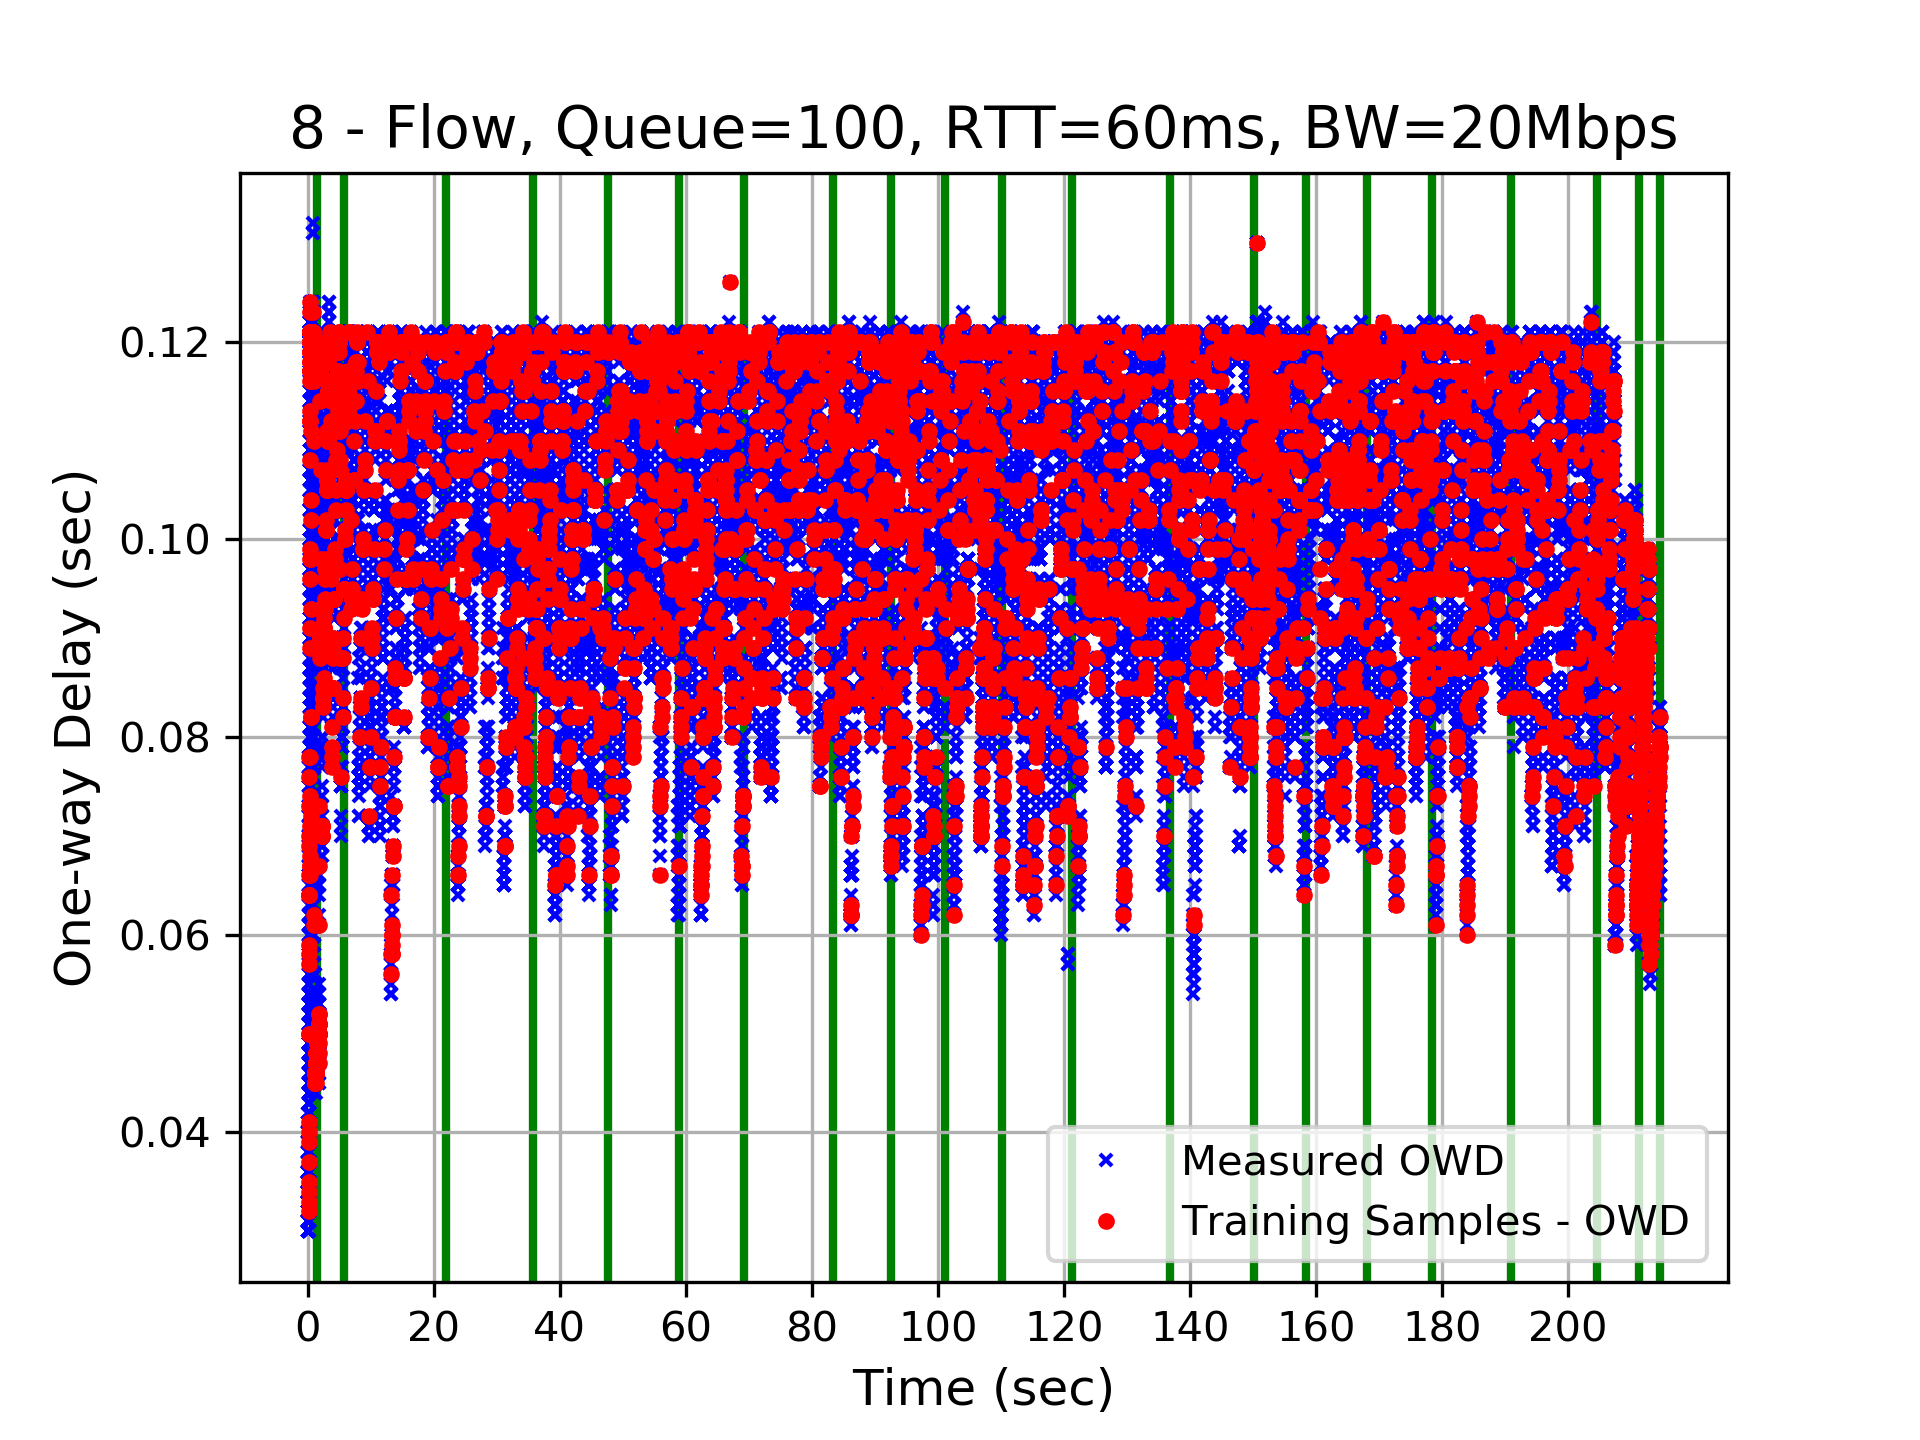 8 - Flow, Queue=100, RTT=60ms, BW=20Mbps
One-way Delay (sec)
0.12
0.10
0.08
0.06
0.04
Measured OWD
Training Samples - OWD
0 20 40 60 80 100 120 140 160 180 200
Time (sec)